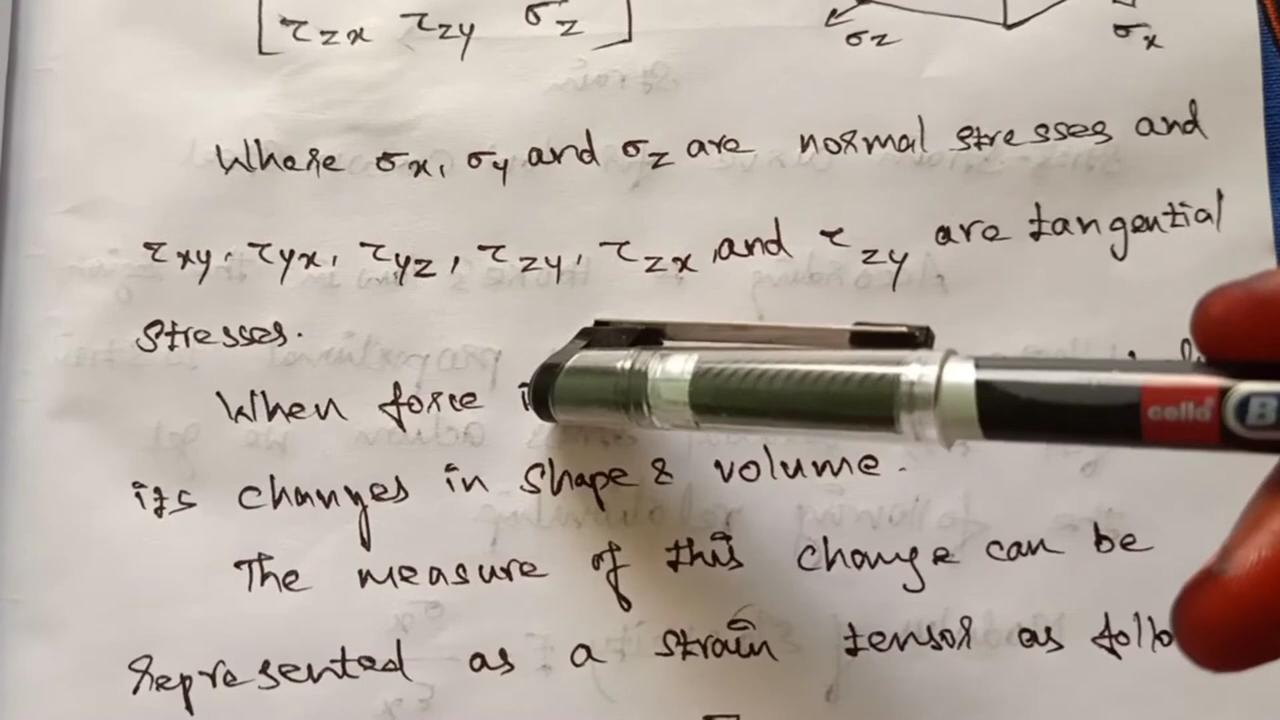 τzx τzy σz
σz
σx
Where σx, σy and σz are normal stresses and
τxy, τyx, τyz, τzy, τzx, and τzy are tangential
stresses.
When force
its changes in shape & volume.
The measure of this change can be
represented as a strain tensor as follo
cello B